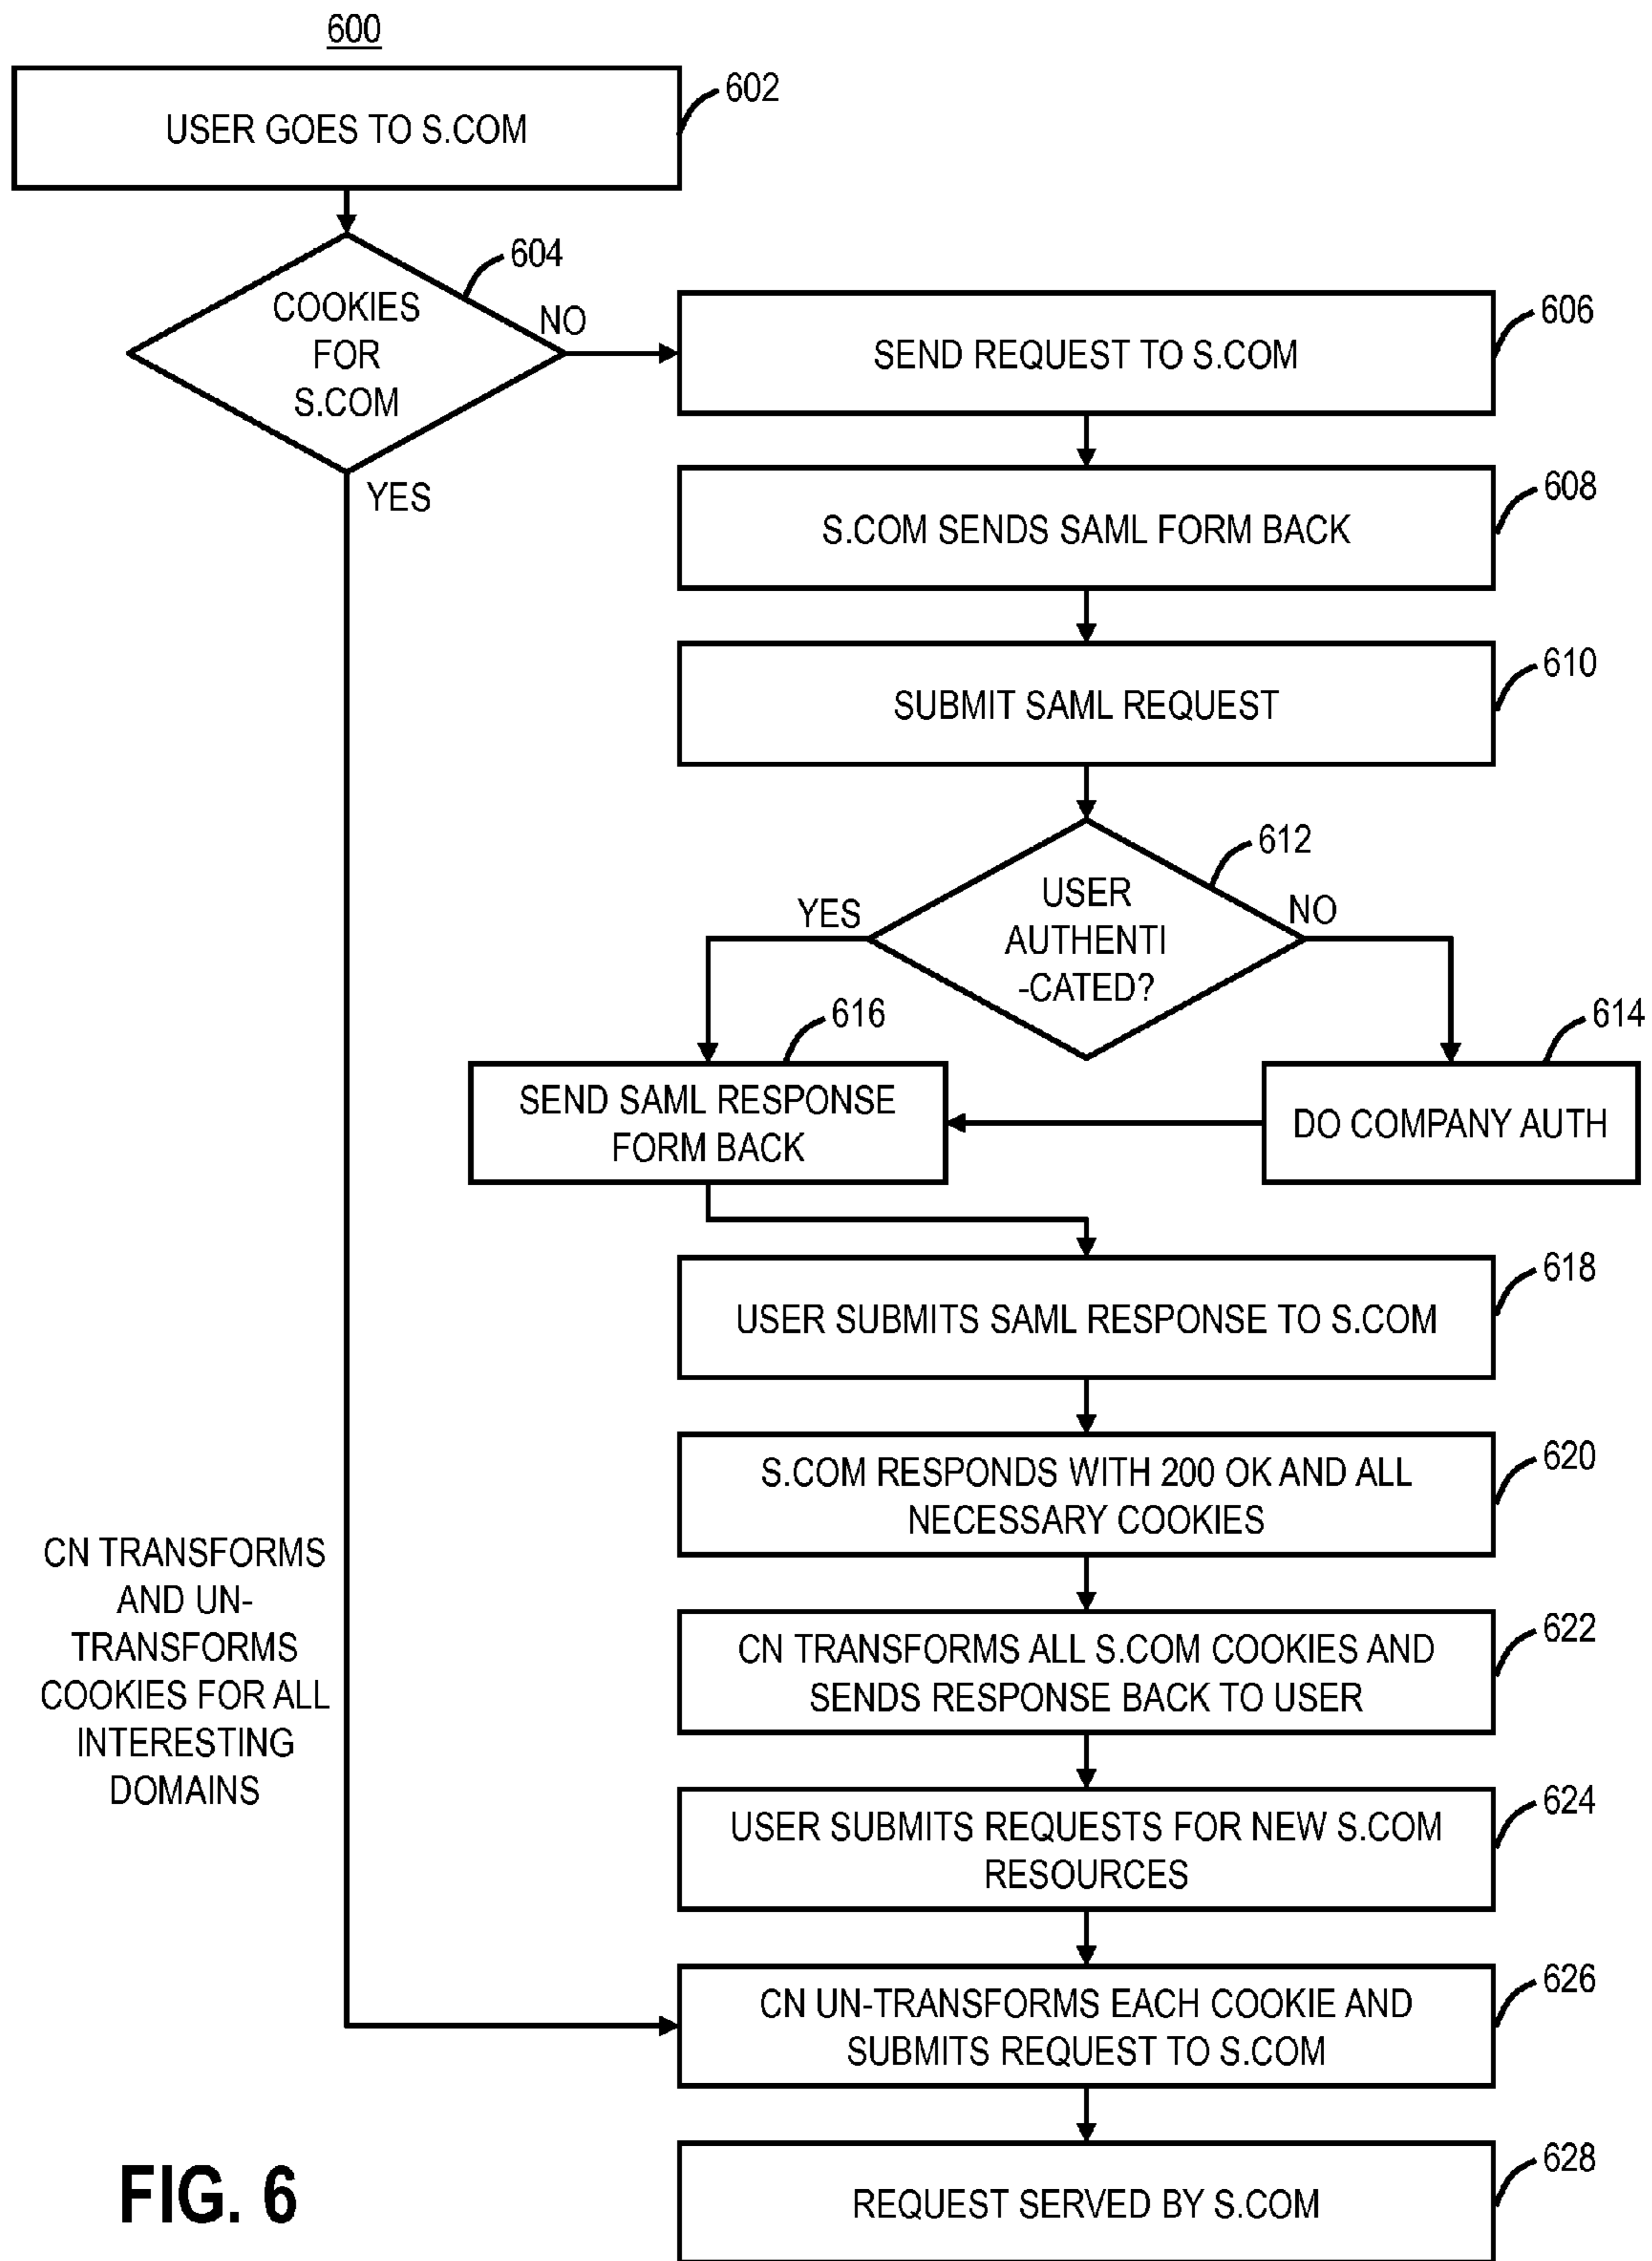 600
602
USER GOES TO S.COM
604
COOKIES
FOR
S.COM
NO
YES
606
SEND REQUEST TO S.COM
608
S.COM SENDS SAML FORM BACK
610
SUBMIT SAML REQUEST
612
USER
AUTHENTI
-CATED?
YES
NO
616
614
SEND SAML RESPONSE
FORM BACK
DO COMPANY AUTH
618
USER SUBMITS SAML RESPONSE TO S.COM
620
S.COM RESPONDS WITH 200 OK AND ALL
NECESSARY COOKIES
CN TRANSFORMS
AND UN-
TRANSFORMS
COOKIES FOR ALL
INTERESTING
DOMAINS
622
CN TRANSFORMS ALL S.COM COOKIES AND
SENDS RESPONSE BACK TO USER
624
USER SUBMITS REQUESTS FOR NEW S.COM
RESOURCES
626
CN UN-TRANSFORMS EACH COOKIE AND
SUBMITS REQUEST TO S.COM
628
REQUEST SERVED BY S.COM
FIG. 6